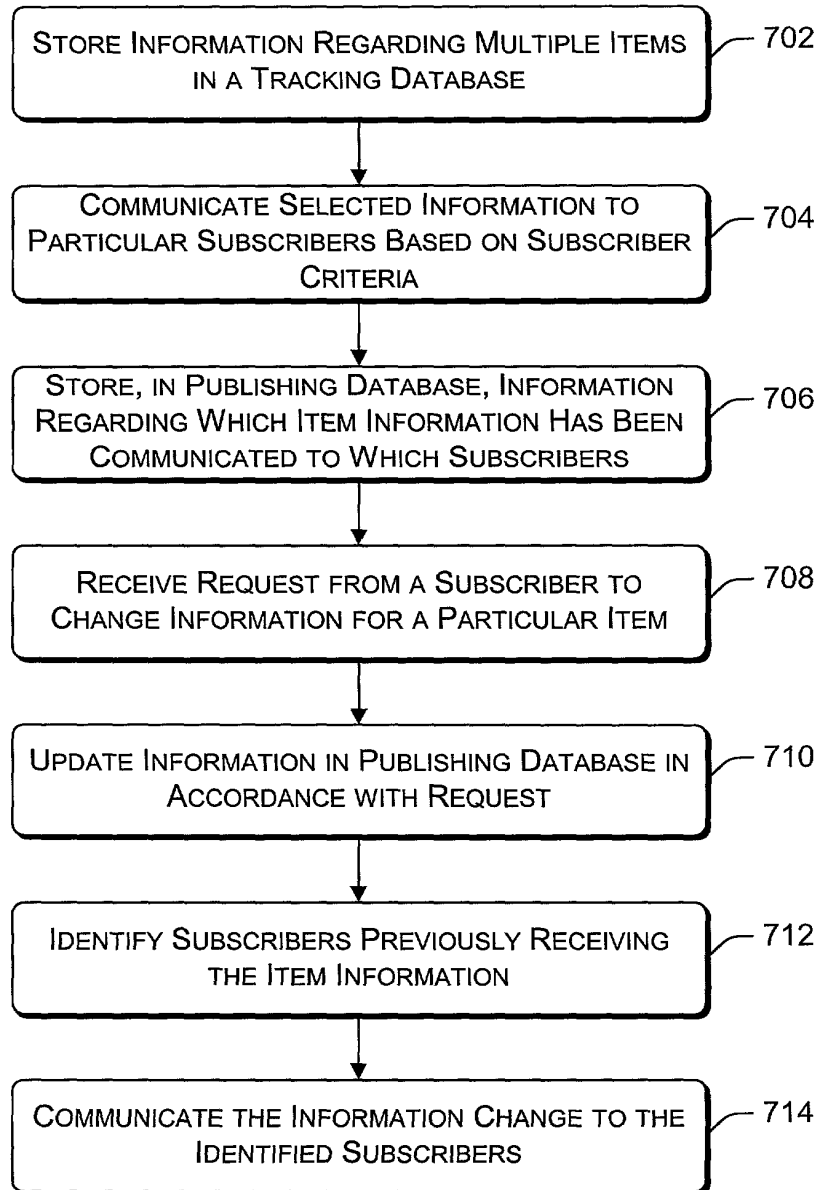 STORE INFORMATION REGARDING MULTIPLE ITEMS
IN A TRACKING DATABASE
702
COMMUNICATE SELECTED INFORMATION TO
PARTICULAR SUBSCRIBERS BASED ON SUBSCRIBER
CRITERIA
704
STORE, IN PUBLISHING DATABASE, INFORMATION
REGARDING WHICH ITEM INFORMATION HAS BEEN
COMMUNICATED TO WHICH SUBSCRIBERS
706
RECEIVE REQUEST FROM A SUBSCRIBER TO
CHANGE INFORMATION FOR A PARTICULAR ITEM
708
UPDATE INFORMATION IN PUBLISHING DATABASE IN
ACCORDANCE WITH REQUEST
710
IDENTIFY SUBSCRIBERS PREVIOUSLY RECEIVING
THE ITEM INFORMATION
712
COMMUNICATE THE INFORMATION CHANGE TO THE
IDENTIFIED SUBSCRIBERS
714